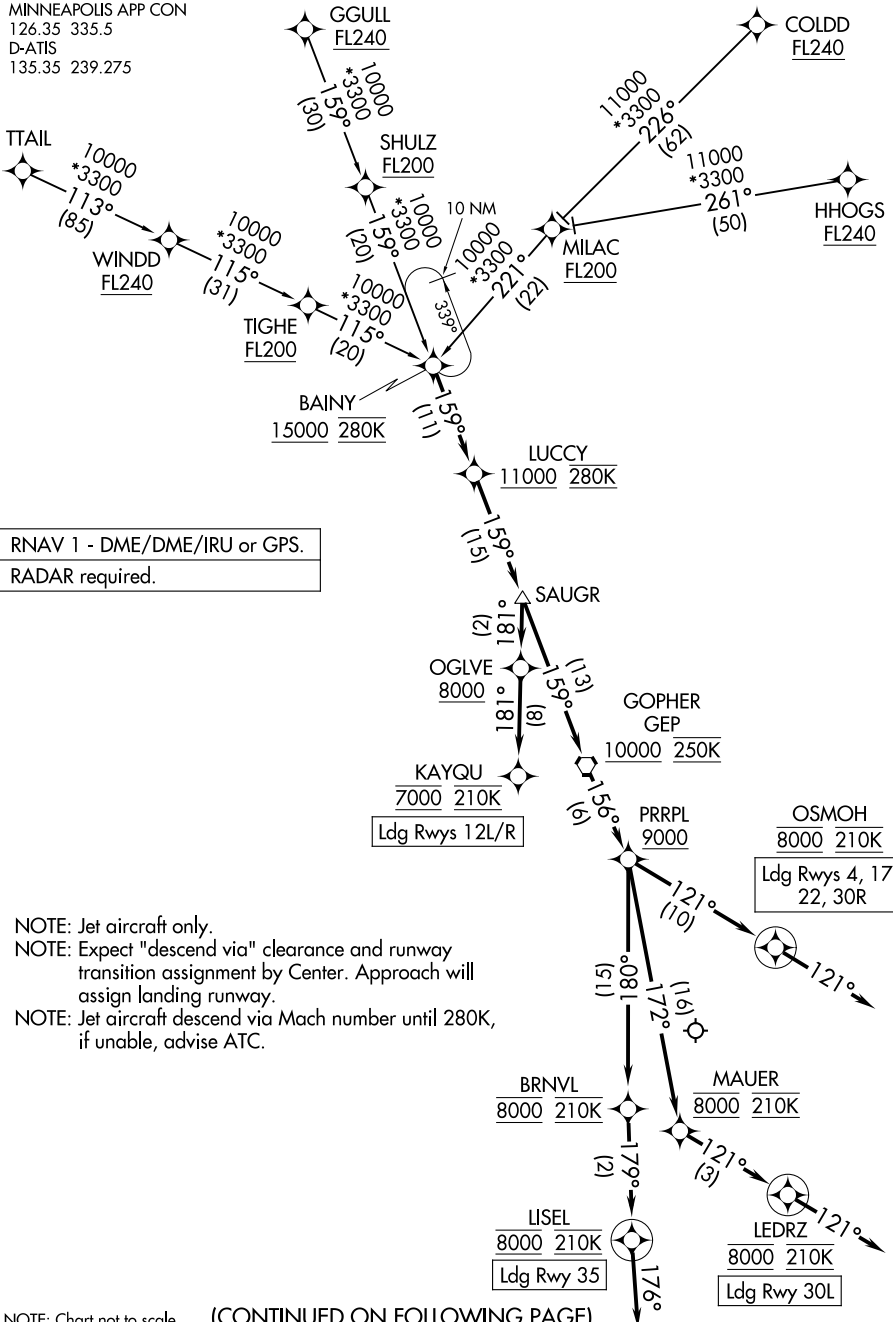 MINNEAPOLIS APP CON
126.35 335.5
D-ATIS
135.35 239.275
GGULL
FL240
COLDD
FL240
10000
*3300
159°
(30)
11000
*3300
226°
(62)
TTAIL
10000
*3300
113°
(85)
SHULZ
FL200
11000
*3300
261°
(50)
HHOGS
FL240
10000
*3300
159°
(20)
10 NM
MILAC
FL200
WINDD
FL240
10000
*3300
115°
(31)
10000
*3300
221°
(22)
339°
TIGHE
FL200
10000
*3300
115°
(20)
BAINY
15000 280K
159°
(11)
LUCCY
11000 280K
159°
(15)
RNAV 1 - DME/DME/IRU or GPS.
RADAR required.
SAUGR
181°
(2)
OGLVE
8000
159°
(13)
181°
(8)
GOPHER
GEP
10000 250K
KAYQU
7000 210K
Ldg Rwys 12L/R
156°
(6)
PRRPL
9000
OSMOH
8000 210K
Ldg Rwys 4, 17
22, 30R
121°
(10)
121°
NOTE: Jet aircraft only.
NOTE: Expect "descend via" clearance and runway
transition assignment by Center. Approach will
assign landing runway.
NOTE: Jet aircraft descend via Mach number until 280K,
if unable, advise ATC.
180°
(15)
172°
(16)
BRNVL
8000 210K
MAUER
8000 210K
179°
(2)
121°
(3)
LISEL
8000 210K
Ldg Rwy 35
176°
LEDRZ
8000 210K
Ldg Rwy 30L
121°
NOTE: Chart not to scale
(CONTINUED ON FOLLOWING PAGE)